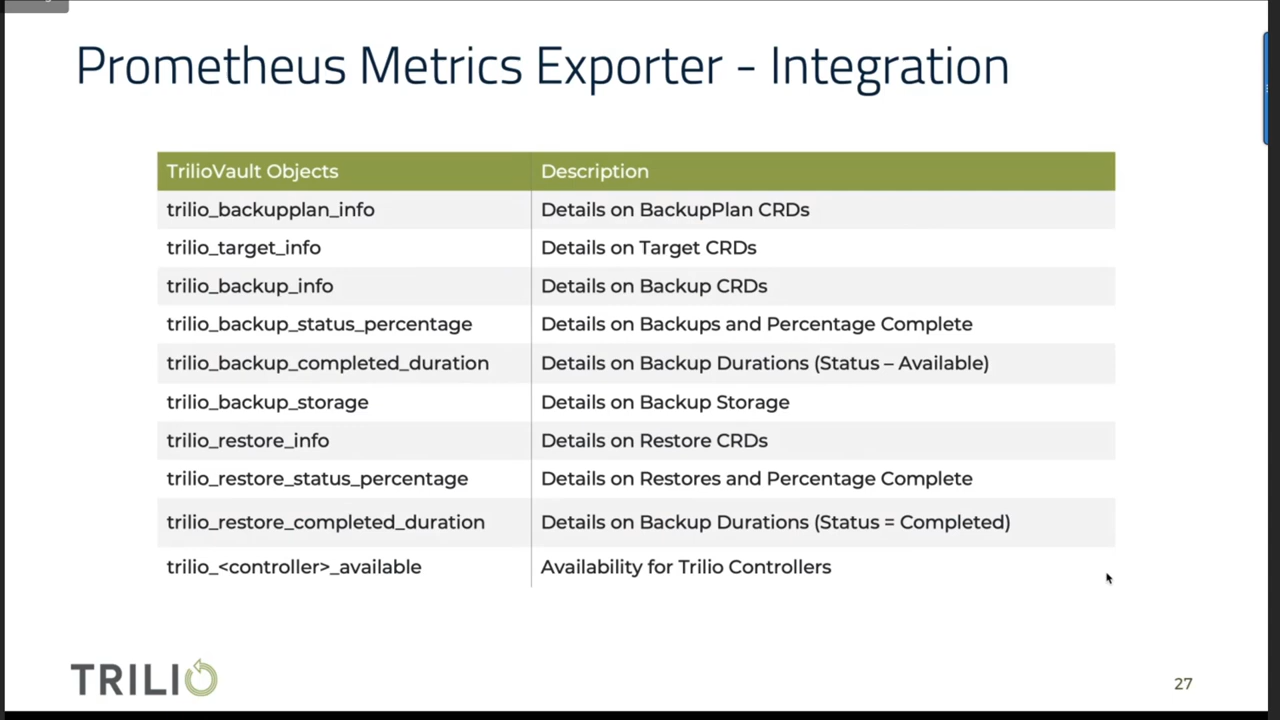 Prometheus Metrics Exporter - Integration
TrilioVault Objects Description
trilio_backupplan_info Details on BackupPlan CRDs
trilio_target_info Details on Target CRDs
trilio_backup_info Details on Backup CRDs
trilio_backup_status_percentage Details on Backups and Percentage Complete
trilio_backup_completed_duration Details on Backup Durations (Status – Available)
trilio_backup_storage Details on Backup Storage
trilio_restore_info Details on Restore CRDs
trilio_restore_status_percentage Details on Restores and Percentage Complete
trilio_restore_completed_duration Details on Backup Durations (Status = Completed)
trilio_<controller>_available Availability for Trilio Controllers
TRILIO
27